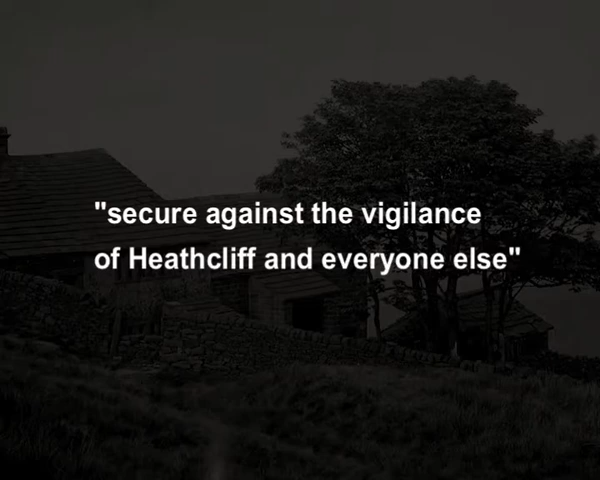 "secure against the vigilance
of Heathcliff and everyone else"